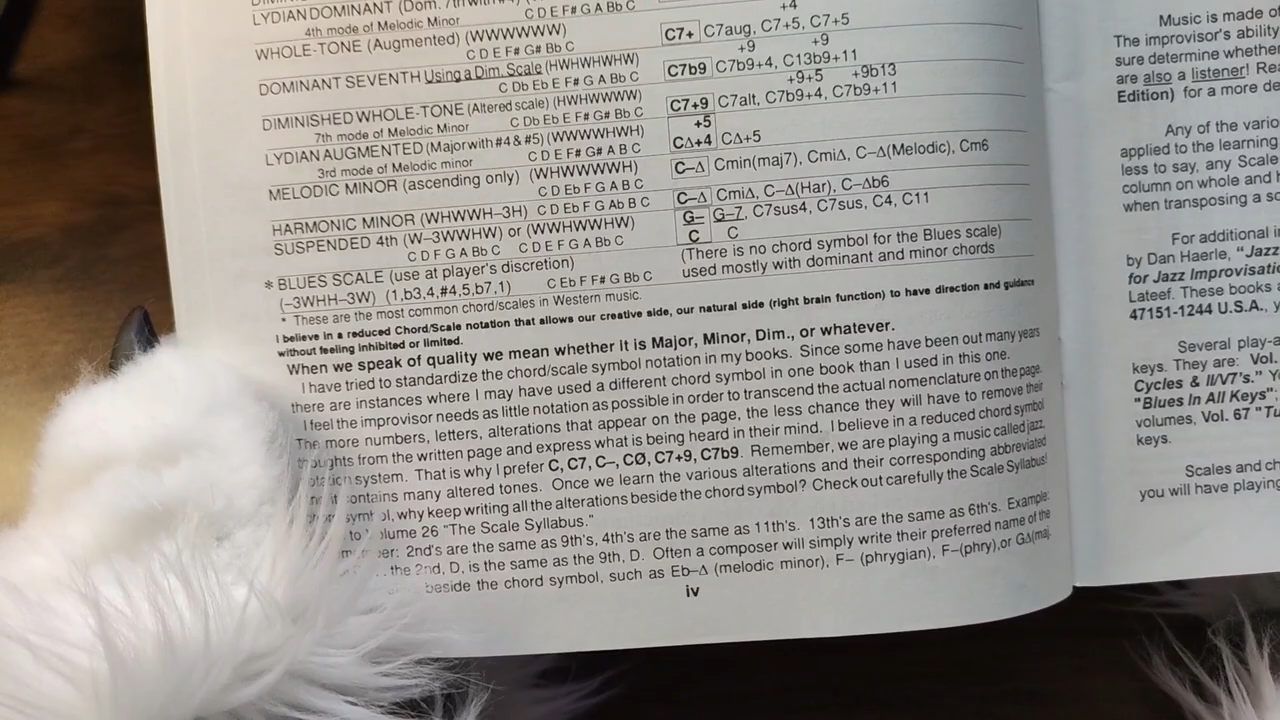 LYDIAN DOMINANT (Dom. 7th with #4)
4th mode of Melodic Minor C D E F# G A Bb C
+4
WHOLE-TONE (Augmented) (WWWWWW) C7+ C7aug, C7+5, C7+5
C D E F# G# Bb C
+9 +9
DOMINANT SEVENTH Using a Dim. Scale (HWHWHWHW) C7b9 C7b9+4, C13b9+11
C Db Eb E F# G A Bb C
+9+5 +9b13
DIMINISHED WHOLE-TONE (Altered scale) (HWHWWWW) C7+9 C7alt, C7b9+4, C7b9+11
7th mode of Melodic Minor C Db Eb E F# G# Bb C
+5
LYDIAN AUGMENTED (Major with #4 & #5) (WWWWHWH) CΔ+4 CΔ+5
3rd mode of Melodic minor C D E F# G# A B C
MELODIC MINOR (ascending only) (WHWWWWH) C–Δ Cmin(maj7), CmiΔ, C–Δ(Melodic), Cm6
C D Eb F G A B C
HARMONIC MINOR (WHWWH–3H) C D Eb F G Ab B C C–Δ CmiΔ, C–Δ(Har), C–Δb6
SUSPENDED 4th (W–3WWHW) or (WWHWWHW) G– G–7, C7sus4, C7sus, C4, C11
C D F G A Bb C C D E F G A Bb C C C
* BLUES SCALE (use at player's discretion) (There is no chord symbol for the Blues scale)
(–3WHH–3W) (1,b3,4,#4,5,b7,1) C Eb F F# G Bb C used mostly with dominant and minor chords
* These are the most common chord/scales in Western music.
I believe in a reduced Chord/Scale notation that allows our creative side, our natural side (right brain function) to have direction and guidance
without feeling inhibited or limited.
When we speak of quality we mean whether it is Major, Minor, Dim., or whatever.
I have tried to standardize the chord/scale symbol notation in my books. Since some have been out many years
there are instances where I may have used a different chord symbol in one book than I used in this one.
I feel the improvisor needs as little notation as possible in order to transcend the actual nomenclature on the page.
The more numbers, letters, alterations that appear on the page, the less chance they will have to remove their
thoughts from the written page and express what is being heard in their mind. I believe in a reduced chord symbol
notation system. That is why I prefer C, C7, C–, CØ, C7+9, C7b9. Remember, we are playing a music called jazz,
and it contains many altered tones. Once we learn the various alterations and their corresponding abbreviated
symbol, why keep writing all the alterations beside the chord symbol? Check out carefully the Scale Syllabus!
to Volume 26 "The Scale Syllabus."
2nd's are the same as 9th's, 4th's are the same as 11th's. 13th's are the same as 6th's. Example:
the 2nd, D, is the same as the 9th, D. Often a composer will simply write their preferred name of the
beside the chord symbol, such as Eb–Δ (melodic minor), F– (phrygian), F–(phry),or GΔ(maj.
iv
Music is made of
The improvisor's ability
sure determine whether
are also a listener! Rea
Edition) for a more de
Any of the vario
applied to the learning
less to say, any Scale
column on whole and h
when transposing a sc
For additional in
by Dan Haerle, "Jazz
for Jazz Improvisati
Lateef. These books a
47151-1244 U.S.A.,
Several play-a
keys. They are: Vol.
Cycles & II/V7's." Yo
"Blues In All Keys";
volumes, Vol. 67 "Tu
keys.
Scales and ch
you will have playing